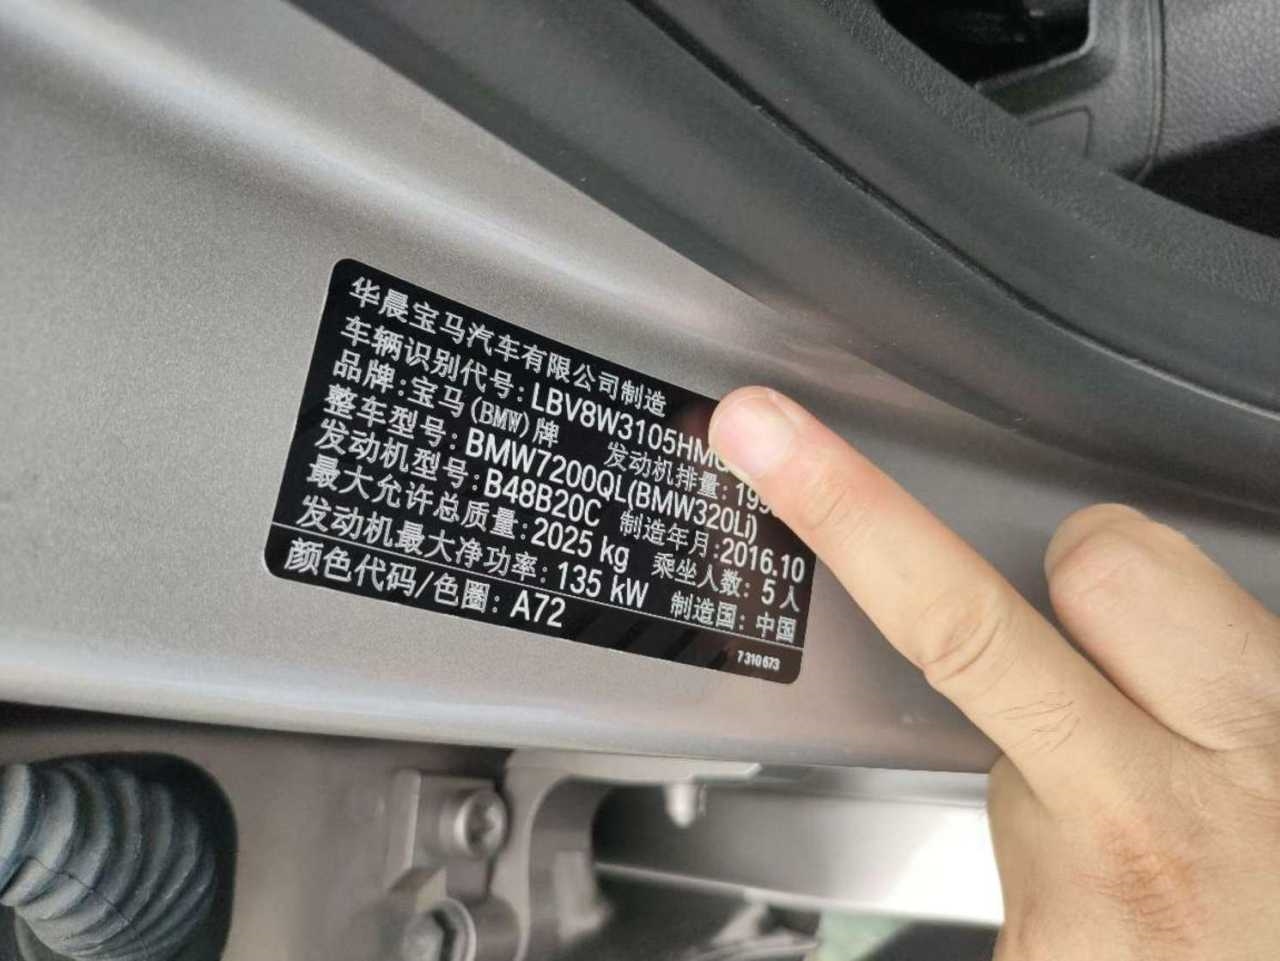 华晨宝马汽车有限公司制造
车辆识别代号: LBV8W3105HM
品牌:宝马(BMW)牌 发动机排量: 199
整车型号: BMW7200QL(BMW320Li)
发动机型号: B48B20C 制造年月:2016.10
最大允许总质量: 2025 kg 乘坐人数: 5人
发动机最大净功率: 135 kW 制造国: 中国
颜色代码/色圈: A72
7 310 673